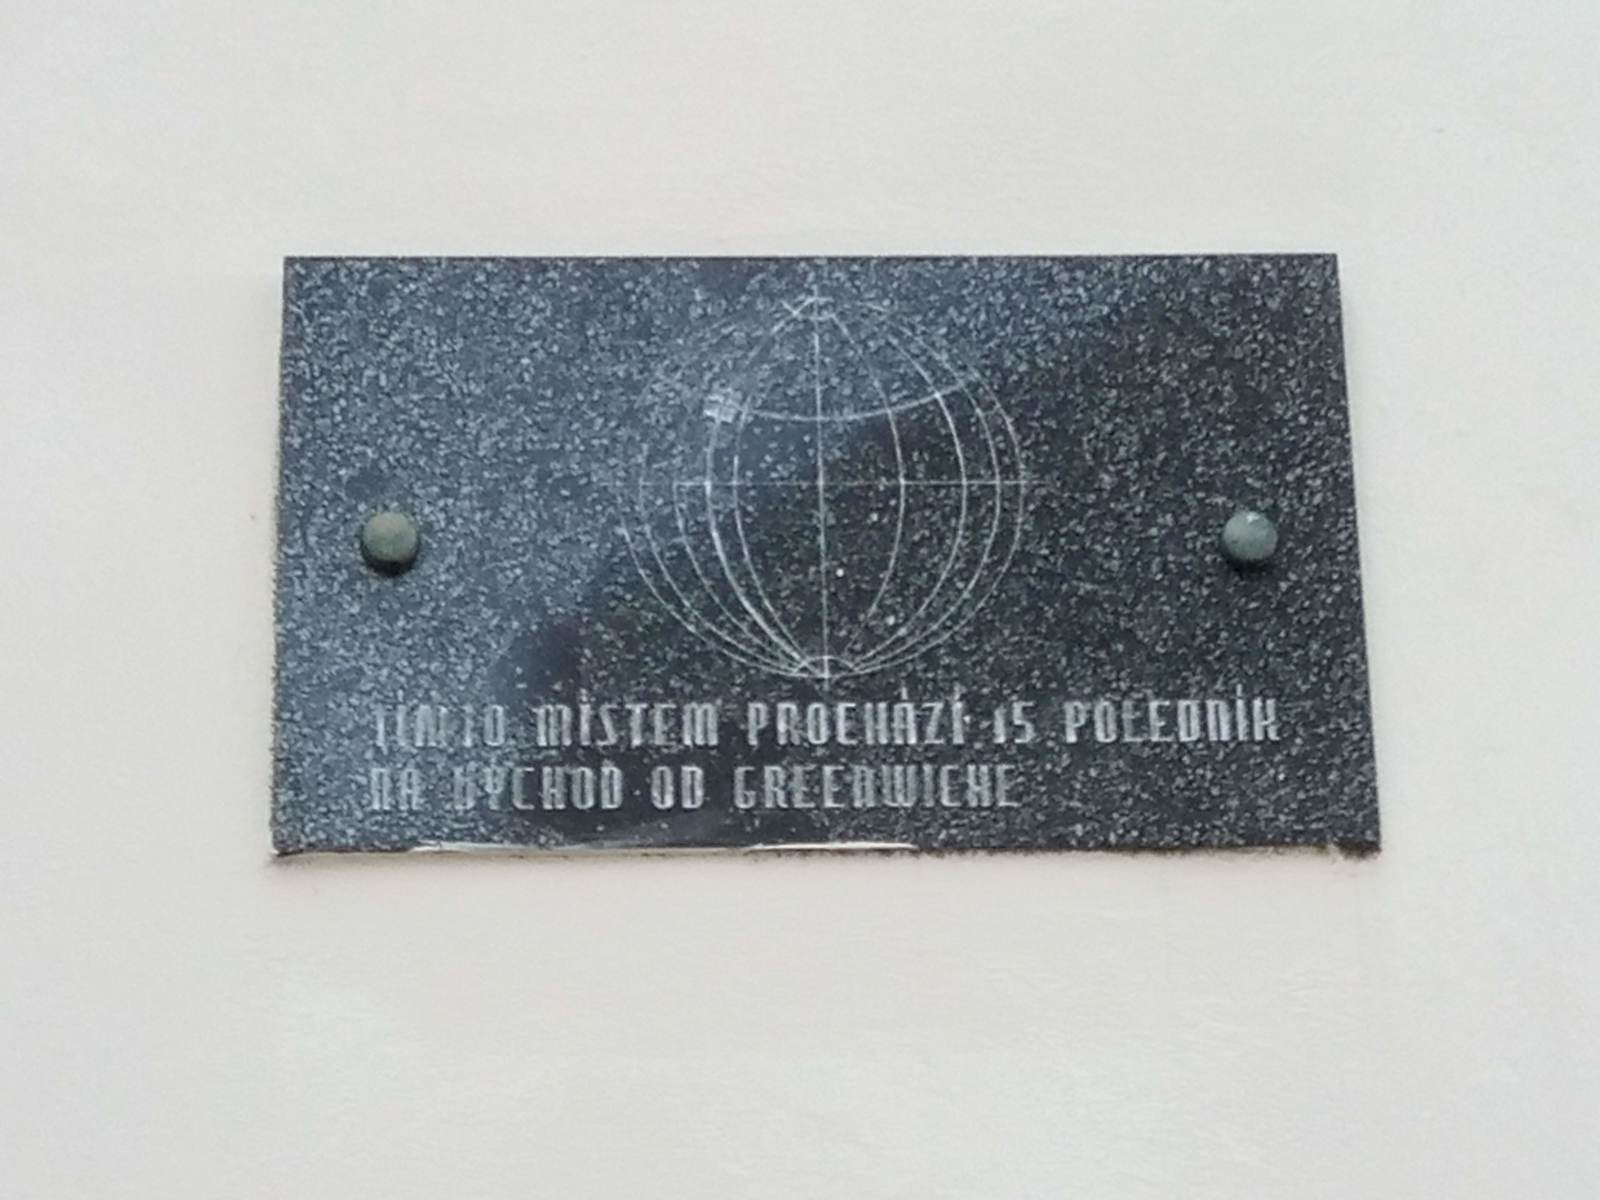 TÍMTO MÍSTEM PROCHÁZÍ 15 POLEDNÍK
NA VÝCHOD OD GREENWICHE